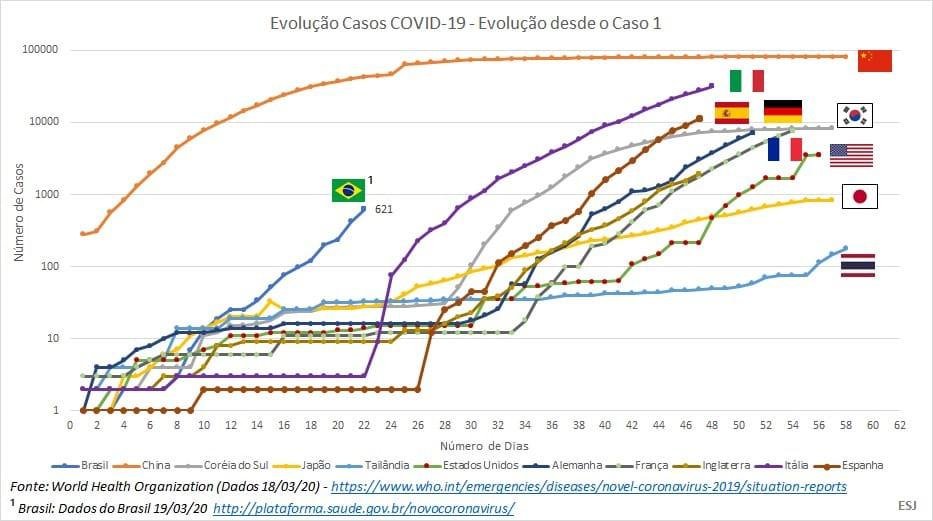 Evolução Casos COVID-19 - Evolução desde o Caso 1
Número de Casos
100000
10000
1000
100
10
1
1
621
0 2 4 6 8 10 12 14 16 18 20 22 24 26 28 30 32 34 36 38 40 42 44 46 48 50 52 54 56 58 60 62
Número de Dias
Brasil China Coréia do Sul Japão Tailândia Estados Unidos Alemanha França Inglaterra Itália Espanha
Fonte: World Health Organization (Dados 18/03/20) - https://www.who.int/emergencies/diseases/novel-coronavirus-2019/situation-reports
1 Brasil: Dados do Brasil 19/03/20 http://plataforma.saude.gov.br/novocoronavirus/
ESJ